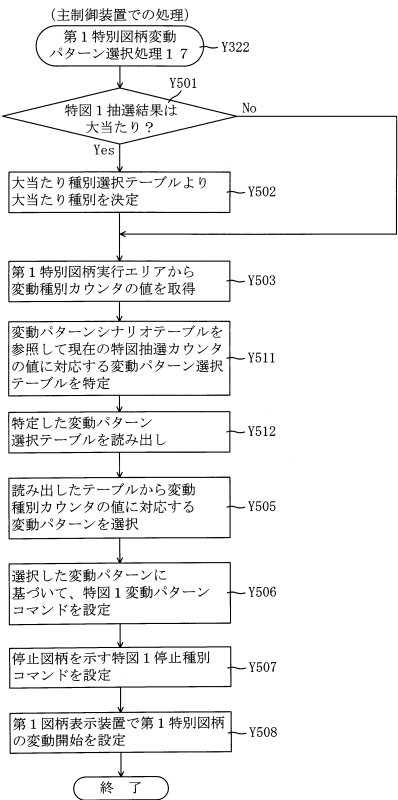 （主制御装置での処理）
第１特別図柄変動
パターン選択処理１７
Y322
Y501
特図１抽選結果は
大当たり？
No
Yes
大当たり種別選択テーブルより
大当たり種別を決定
Y502
第１特別図柄実行エリアから
変動種別カウンタの値を取得
Y503
変動パターンシナリオテーブルを
参照して現在の特図抽選カウンタ
の値に対応する変動パターン選択
テーブルを特定
Y511
特定した変動パターン
選択テーブルを読み出し
Y512
読み出したテーブルから変動
種別カウンタの値に対応する
変動パターンを選択
Y505
選択した変動パターンに
基づいて、特図１変動パターン
コマンドを設定
Y506
停止図柄を示す特図１停止種別
コマンドを設定
Y507
第１図柄表示装置で第１特別図柄
の変動開始を設定
Y508
終　了